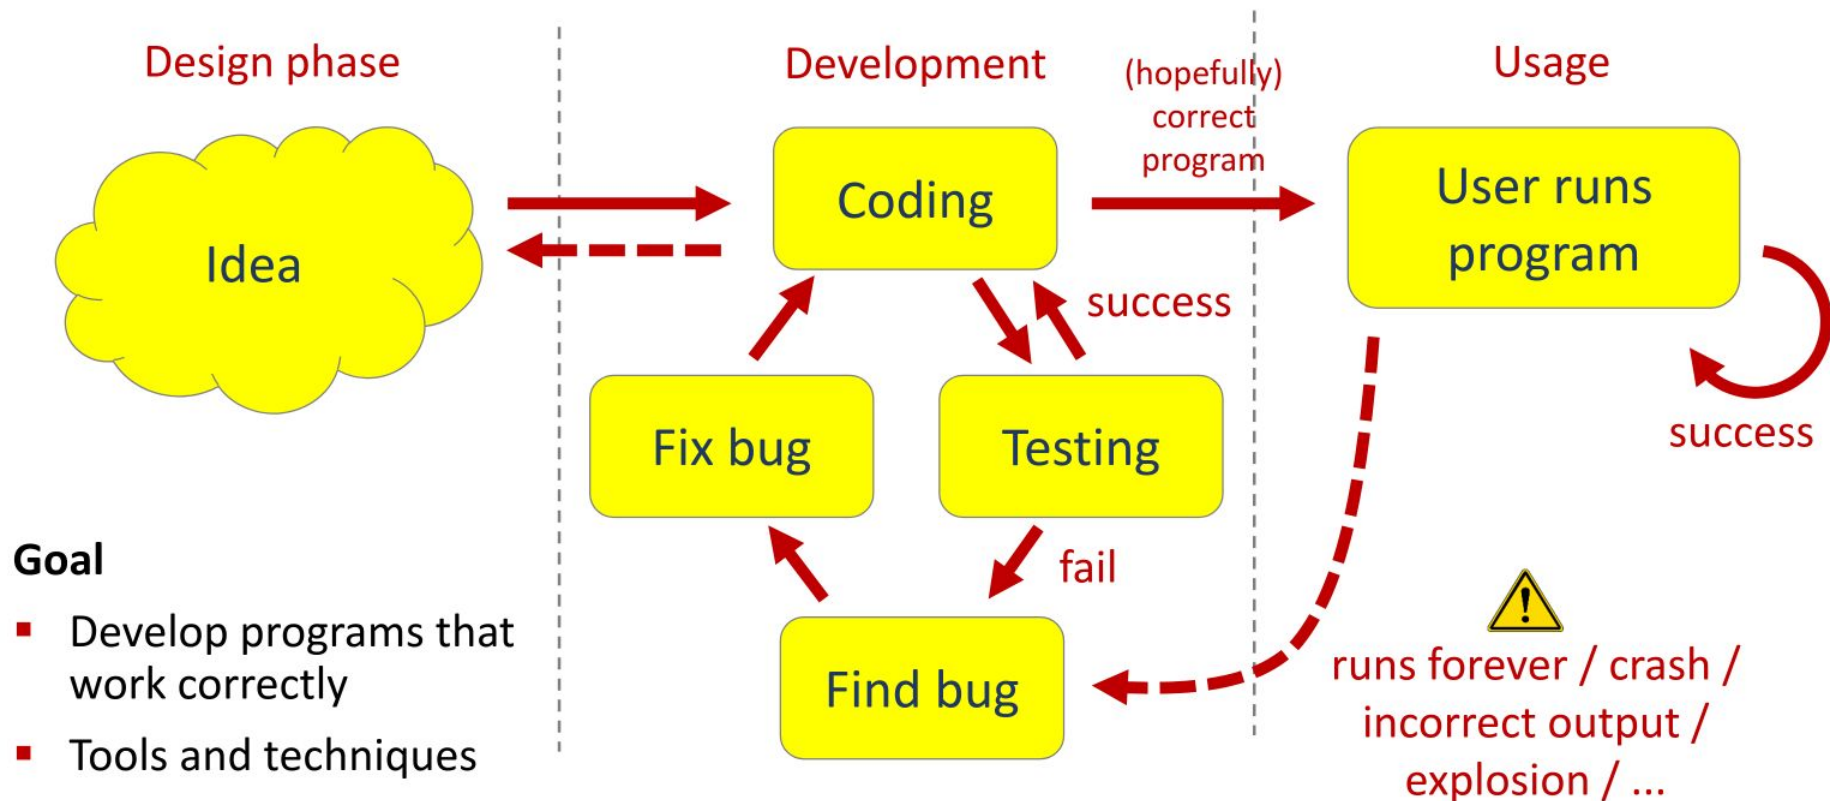 Design phase
Development
(hopefully)
correct
program
Usage
Idea
Coding
User runs
program
success
success
Fix bug
Testing
fail
Find bug
Goal
▪ Develop programs that
work correctly
▪ Tools and techniques
runs forever / crash /
incorrect output /
explosion / ...